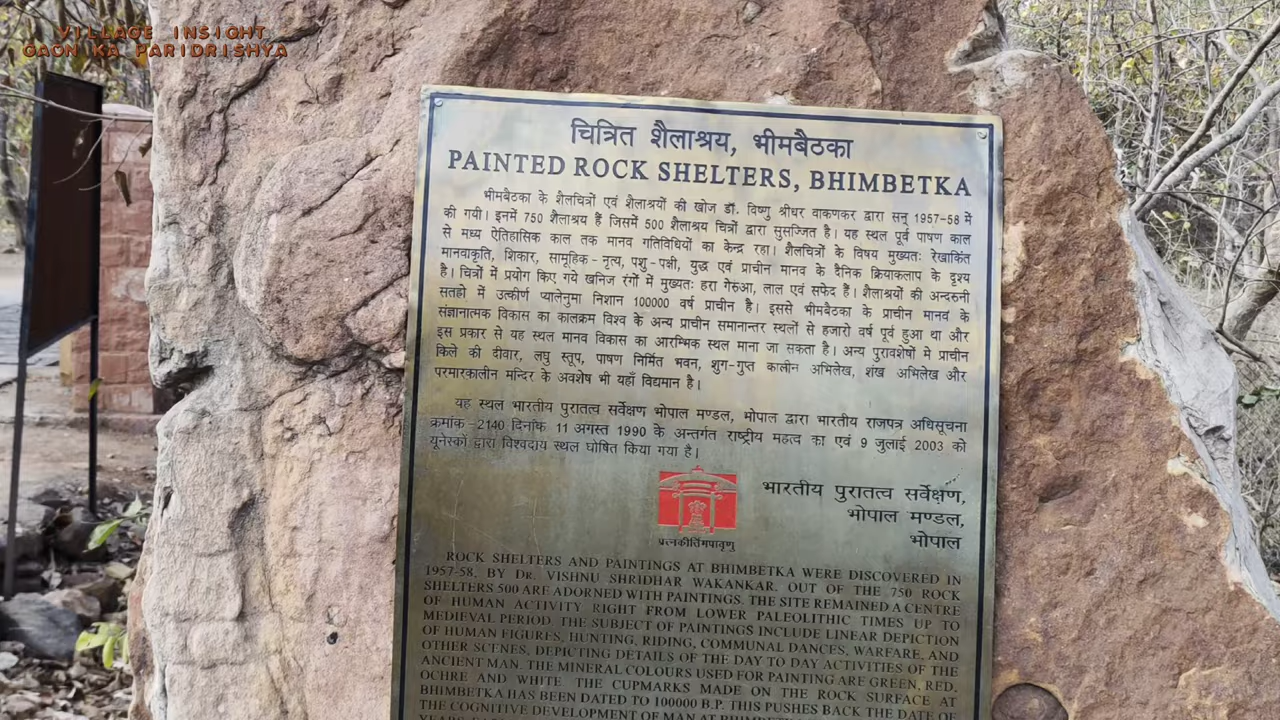 VILLAGE INSIGHT
GAON KA PARIDRISHYA
चित्रित शैलाश्रय, भीमबैठका
PAINTED ROCK SHELTERS, BHIMBETKA
भीमबैठका के शैलचित्रों एवं शैलाश्रयों की खोज डॉ. विष्णु श्रीधर वाकणकर द्वारा सन् 1957-58 में
की गयी। इनमें 750 शैलाश्रय हैं जिसमें 500 शैलाश्रय चित्रों द्वारा सुसज्जित है। यह स्थल पूर्व पाषण काल
से मध्य ऐतिहासिक काल तक मानव गतिविधियों का केन्द्र रहा। शैलचित्रों के विषय मुख्यतः रेखांकित
मानवाकृति, शिकार, सामूहिक-नृत्य, पशु-पक्षी, युद्ध एवं प्राचीन मानव के दैनिक क्रियाकलाप के दृश्य
है। चित्रों में प्रयोग किए गये खनिज रंगों में मुख्यतः हरा गेरुआ, लाल एवं सफेद हैं। शैलाश्रयों की अन्दरुनी
सतहो में उत्कीर्ण प्यालेनुमा निशान 100000 वर्ष प्राचीन है। इससे भीमबेठका के प्राचीन मानव के
संज्ञानात्मक विकास का कालक्रम विश्व के अन्य प्राचीन समानान्तर स्थलों से हजारो वर्ष पूर्व हुआ था और
इस प्रकार से यह स्थल मानव विकास का आरम्भिक स्थल माना जा सकता है। अन्य पुरावशेषों मे प्राचीन
किले की दीवार, लघु स्तूप, पाषण निर्मित भवन, शुग-गुप्त कालीन अभिलेख, शंख अभिलेख और
परमारकालीन मन्दिर के अवशेष भी यहाँ विद्यमान है।
यह स्थल भारतीय पुरातत्व सर्वेक्षण भोपाल मण्डल, भोपाल द्वारा भारतीय राजपत्र अधिसूचना
क्रमांक -2140 दिनांक 11 अगस्त 1990 के अन्तर्गत राष्ट्रीय महत्व का एवं 9 जुलाई 2003 को
यूनेस्को द्वारा विश्वदाय स्थल घोषित किया गया है।
भारतीय पुरातत्व सर्वेक्षण,
भोपाल मण्डल,
भोपाल
प्रत्नकीर्तिमपावृणु
ROCK SHELTERS AND PAINTINGS AT BHIMBETKA WERE DISCOVERED IN
1957-58, BY DR. VISHNU SHRIDHAR WAKANKAR. OUT OF THE 750 ROCK
SHELTERS 500 ARE ADORNED WITH PAINTINGS. THE SITE REMAINED A CENTRE
OF HUMAN ACTIVITY RIGHT FROM LOWER PALEOLITHIC TIMES UP TO
MEDIEVAL PERIOD. THE SUBJECT OF PAINTINGS INCLUDE LINEAR DEPICTION
OF HUMAN FIGURES, HUNTING, RIDING, COMMUNAL DANCES, WARFARE, AND
OTHER SCENES, DEPICTING DETAILS OF THE DAY TO DAY ACTIVITIES OF THE
ANCIENT MAN. THE MINERAL COLOURS USED FOR PAINTING ARE GREEN, RED,
OCHRE AND WHITE THE CUPMARKS MADE ON THE ROCK SURFACE AT
BHIMBETKA HAS BEEN DATED TO 100000 B.P. THIS PUSHES BACK THE DATE OF
THE COGNITIVE DEVELOPMENT OF MAN AT